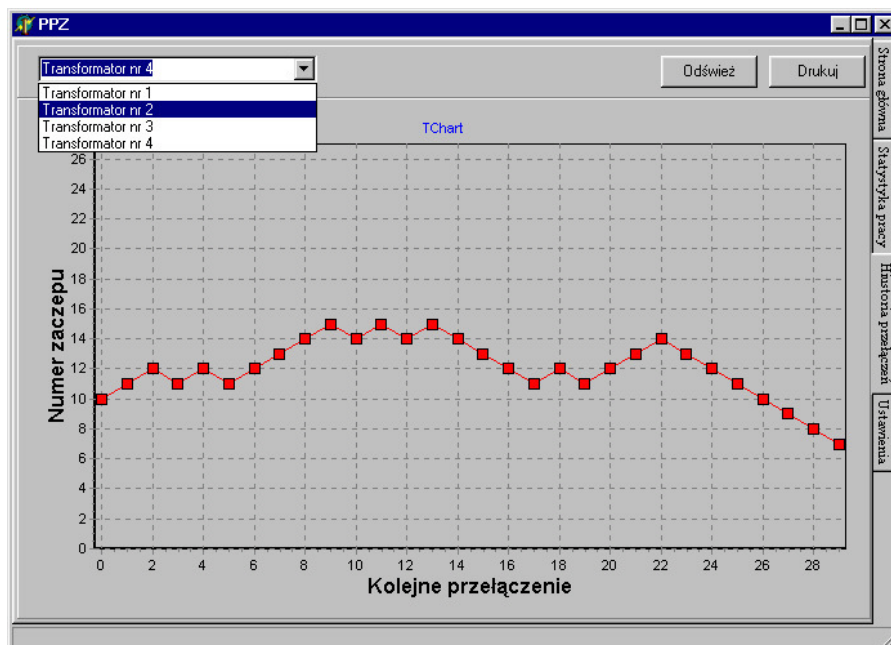 PPZ
Transformator nr 4
Odśwież
Drukuj
Transformator nr 1
Transformator nr 2
Transformator nr 3
Transformator nr 4
TChart
26
24
22
20
18
16
14
12
10
8
6
4
2
0
Numer zaczepu
0 2 4 6 8 10 12 14 16 18 20 22 24 26 28
Kolejne przełączenie
Strona główna
Statystyka pracy
Hiustoria przełączeń
Ustawienia